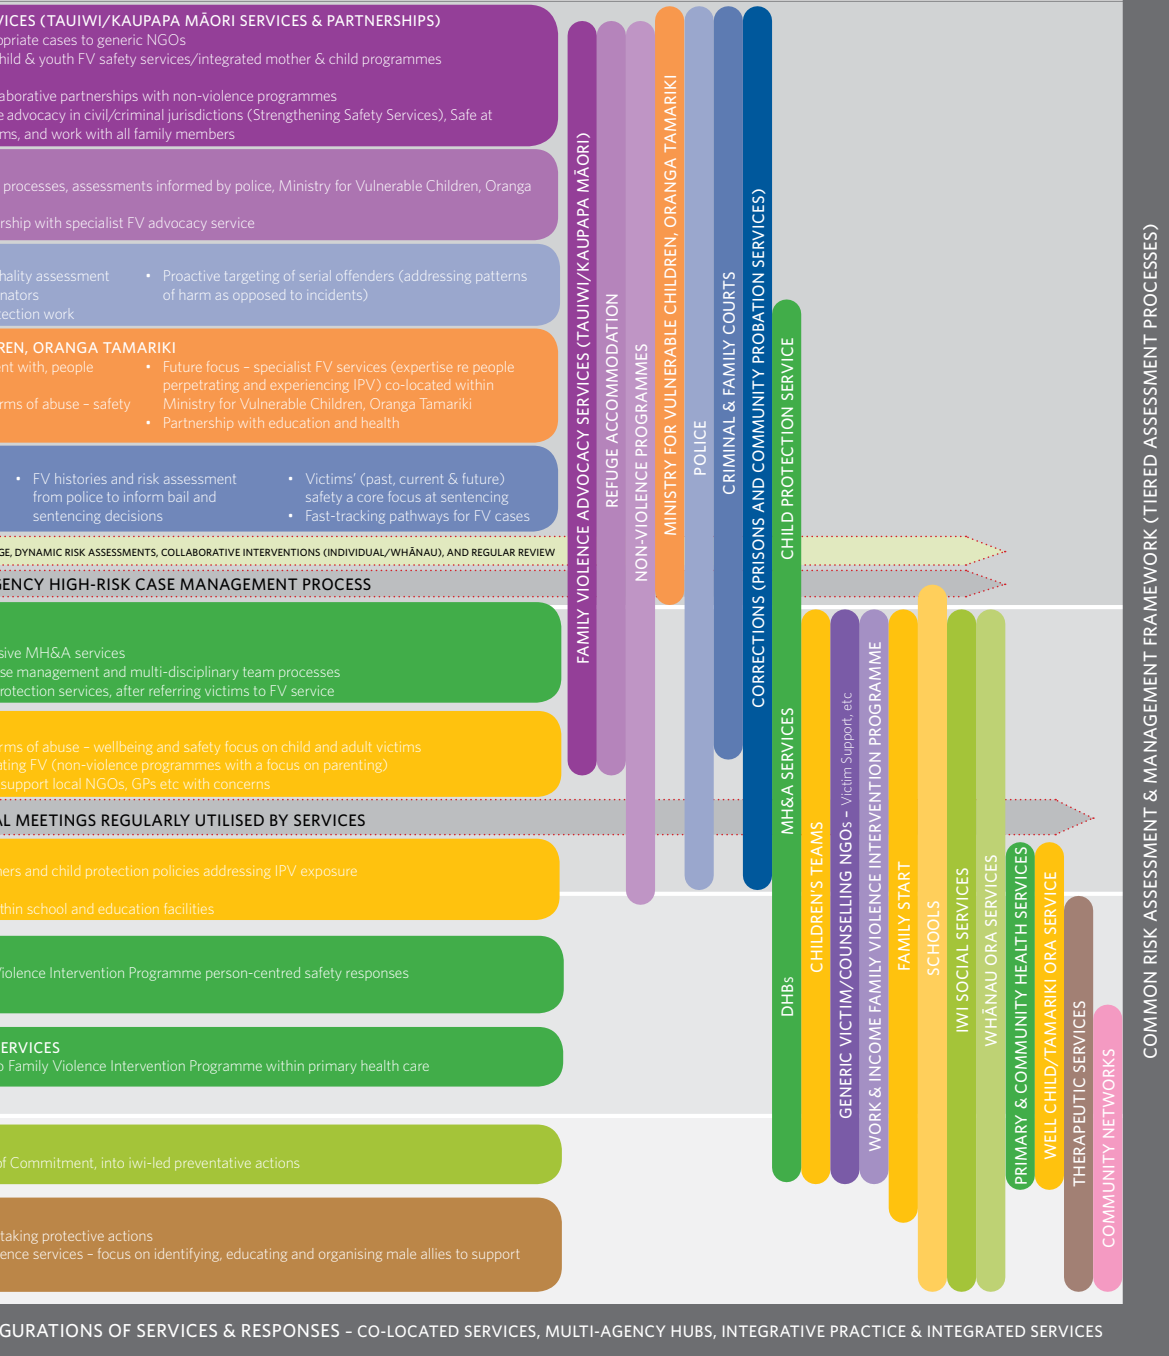 VICES (TAUIWI/KAUPAPA MĀORI SERVICES & PARTNERSHIPS)
opriate cases to generic NGOs
hild & youth FV safety services/integrated mother & child programmes
aborative partnerships with non-violence programmes
e advocacy in civil/criminal jurisdictions (Strengthening Safety Services), Safe at
ms, and work with all family members
processes, assessments informed by police, Ministry for Vulnerable Children, Oranga
rship with specialist FV advocacy service
hality assessment
nators
tection work
• Proactive targeting of serial offenders (addressing patterns
of harm as opposed to incidents)
REN, ORANGA TAMARIKI
nt with, people
rms of abuse – safety
• Future focus – specialist FV services (expertise re people
perpetrating and experiencing IPV) co-located within
Ministry for Vulnerable Children, Oranga Tamariki
• Partnership with education and health
• FV histories and risk assessment
from police to inform bail and
sentencing decisions
• Victims' (past, current & future)
safety a core focus at sentencing
• Fast-tracking pathways for FV cases
GE, DYNAMIC RISK ASSESSMENTS, COLLABORATIVE INTERVENTIONS (INDIVIDUAL/WHĀNAU), AND REGULAR REVIEW
GENCY HIGH-RISK CASE MANAGEMENT PROCESS
sive MH&A services
se management and multi-disciplinary team processes
rotection services, after referring victims to FV service
rms of abuse – wellbeing and safety focus on child and adult victims
ating FV (non-violence programmes with a focus on parenting)
support local NGOs, GPs etc with concerns
AL MEETINGS REGULARLY UTILISED BY SERVICES
ners and child protection policies addressing IPV exposure
thin school and education facilities
Violence Intervention Programme person-centred safety responses
ERVICES
o Family Violence Intervention Programme within primary health care
of Commitment, into iwi-led preventative actions
taking protective actions
ence services – focus on identifying, educating and organising male allies to support
FAMILY VIOLENCE ADVOCACY SERVICES (TAUIWI/KAUPAPA MĀORI)
REFUGE ACCOMMODATION
NON-VIOLENCE PROGRAMMES
MINISTRY FOR VULNERABLE CHILDREN, ORANGA TAMARIKI
POLICE
CRIMINAL & FAMILY COURTS
CORRECTIONS (PRISONS AND COMMUNITY PROBATION SERVICES)
DHBs MH&A SERVICES CHILD PROTECTION SERVICE
CHILDREN'S TEAMS
GENERIC VICTIM/COUNSELLING NGOs – Victim Support, etc
WORK & INCOME FAMILY VIOLENCE INTERVENTION PROGRAMME
FAMILY START
SCHOOLS
IWI SOCIAL SERVICES
WHĀNAU ORA SERVICES
PRIMARY & COMMUNITY HEALTH SERVICES
WELL CHILD/TAMARIKI ORA SERVICE
THERAPEUTIC SERVICES
COMMUNITY NETWORKS
COMMON RISK ASSESSMENT & MANAGEMENT FRAMEWORK (TIERED ASSESSMENT PROCESSES)
GURATIONS OF SERVICES & RESPONSES – CO-LOCATED SERVICES, MULTI-AGENCY HUBS, INTEGRATIVE PRACTICE & INTEGRATED SERVICES